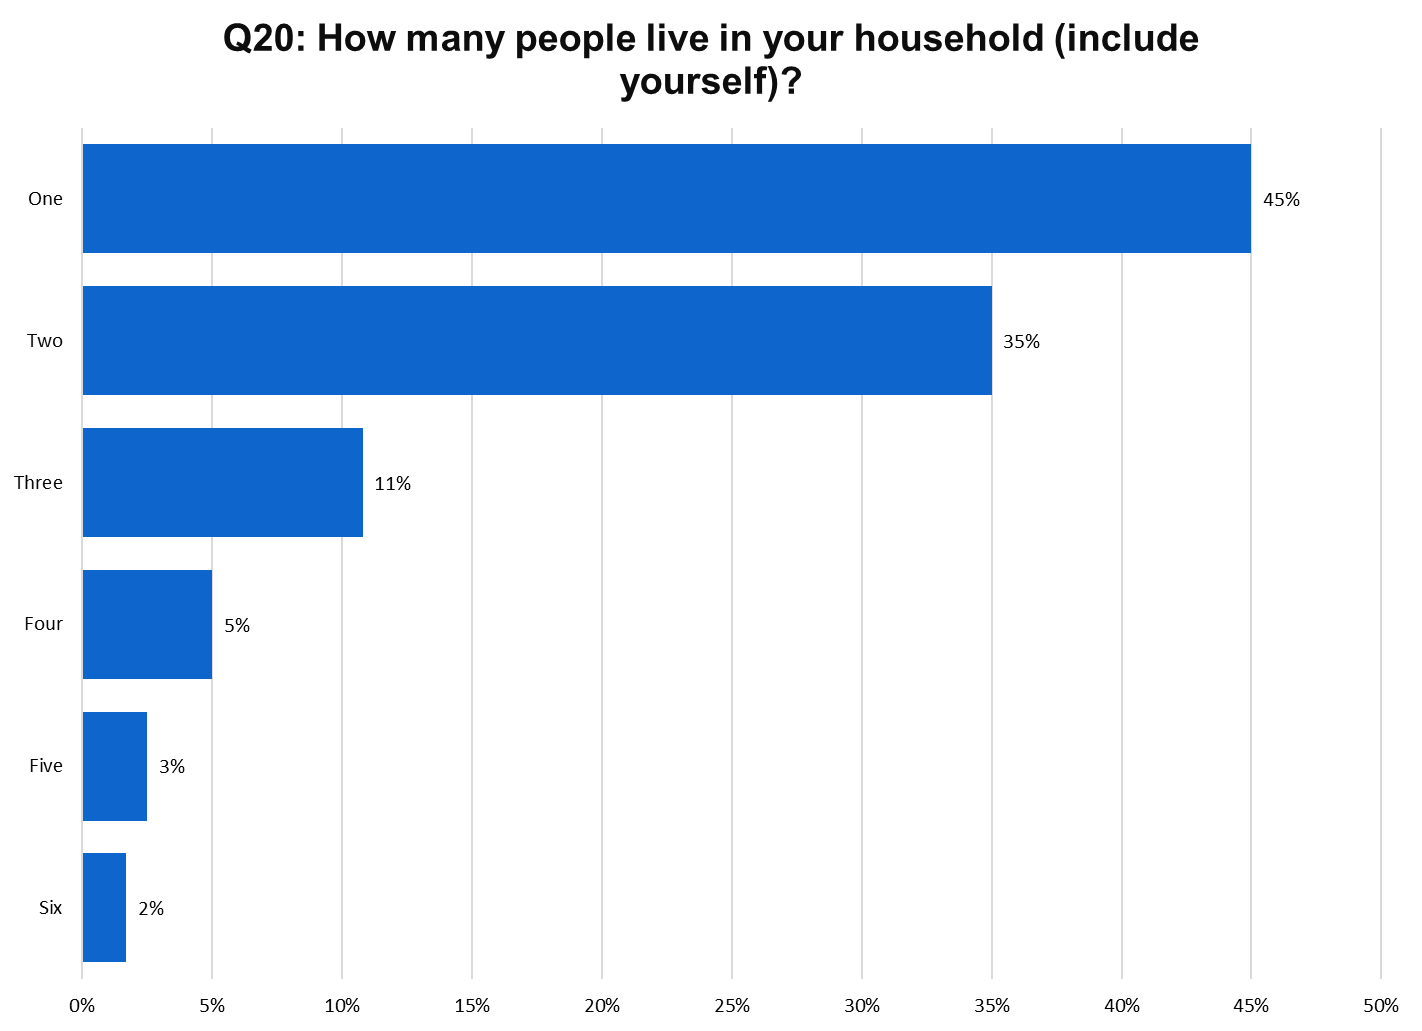 Q20: How many people live in your household (include
yourself)?
One
45%
Two
35%
Three
11%
Four
5%
Five
3%
Six
2%
0% 5% 10% 15% 20% 25% 30% 35% 40% 45% 50%